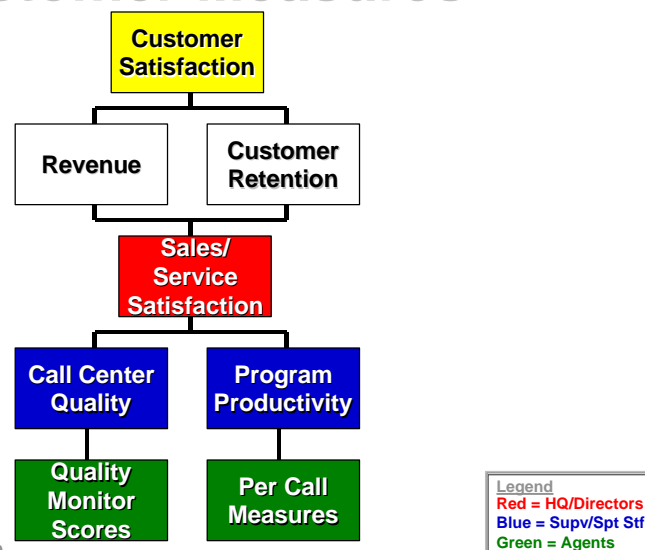 Customer
Satisfaction
Revenue
Customer
Retention
Sales/
Service
Satisfaction
Call Center
Quality
Program
Productivity
Quality
Monitor
Scores
Per Call
Measures
Legend
Red = HQ/Directors
Blue = Supv/Spt Stf
Green = Agents